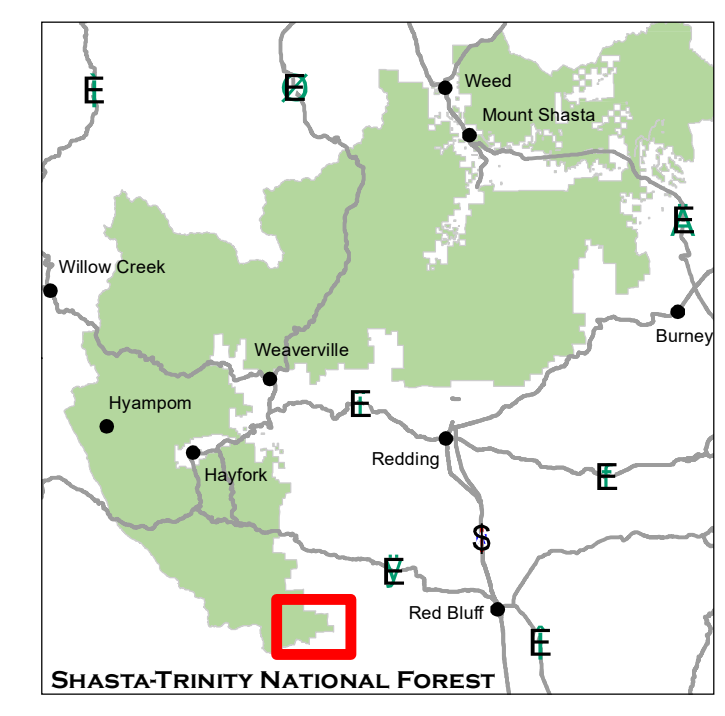 Weed
Mount Shasta
Willow Creek
Burney
Weaverville
Hyampom
Redding
Hayfork
Red Bluff
SHASTA-TRINITY NATIONAL FOREST